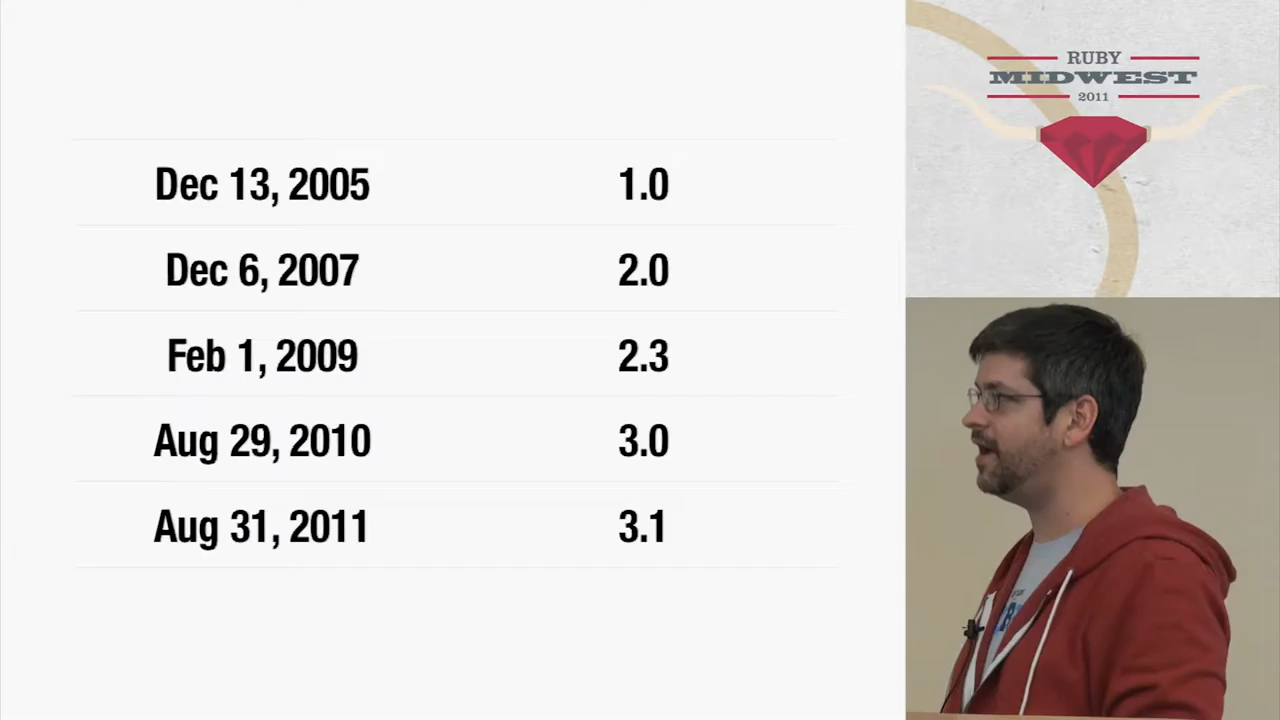 Dec 13, 2005 1.0
Dec 6, 2007 2.0
Feb 1, 2009 2.3
Aug 29, 2010 3.0
Aug 31, 2011 3.1
RUBY
MIDWEST
2011